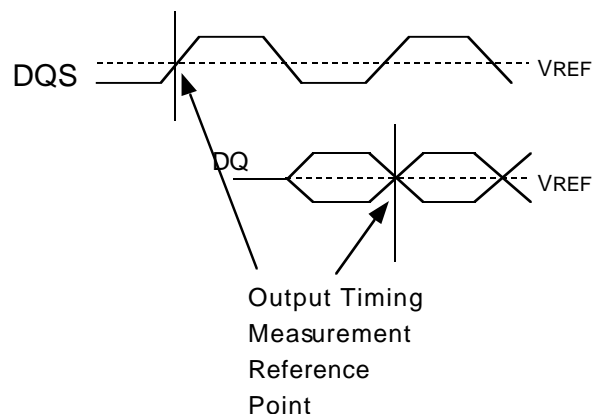 DQS
VREF
DQ
VREF
Output Timing
Measurement
Reference
Point